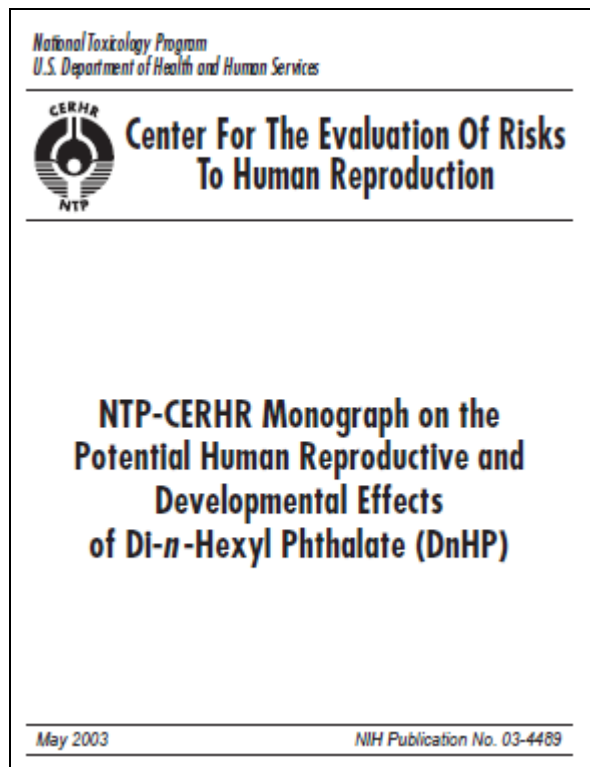 National Toxicology Program
U.S. Department of Health and Human Services
CERHR
NTP
Center For The Evaluation Of Risks
To Human Reproduction
NTP-CERHR Monograph on the
Potential Human Reproductive and
Developmental Effects
of Di-n-Hexyl Phthalate (DnHP)
May 2003
NIH Publication No. 03-4489